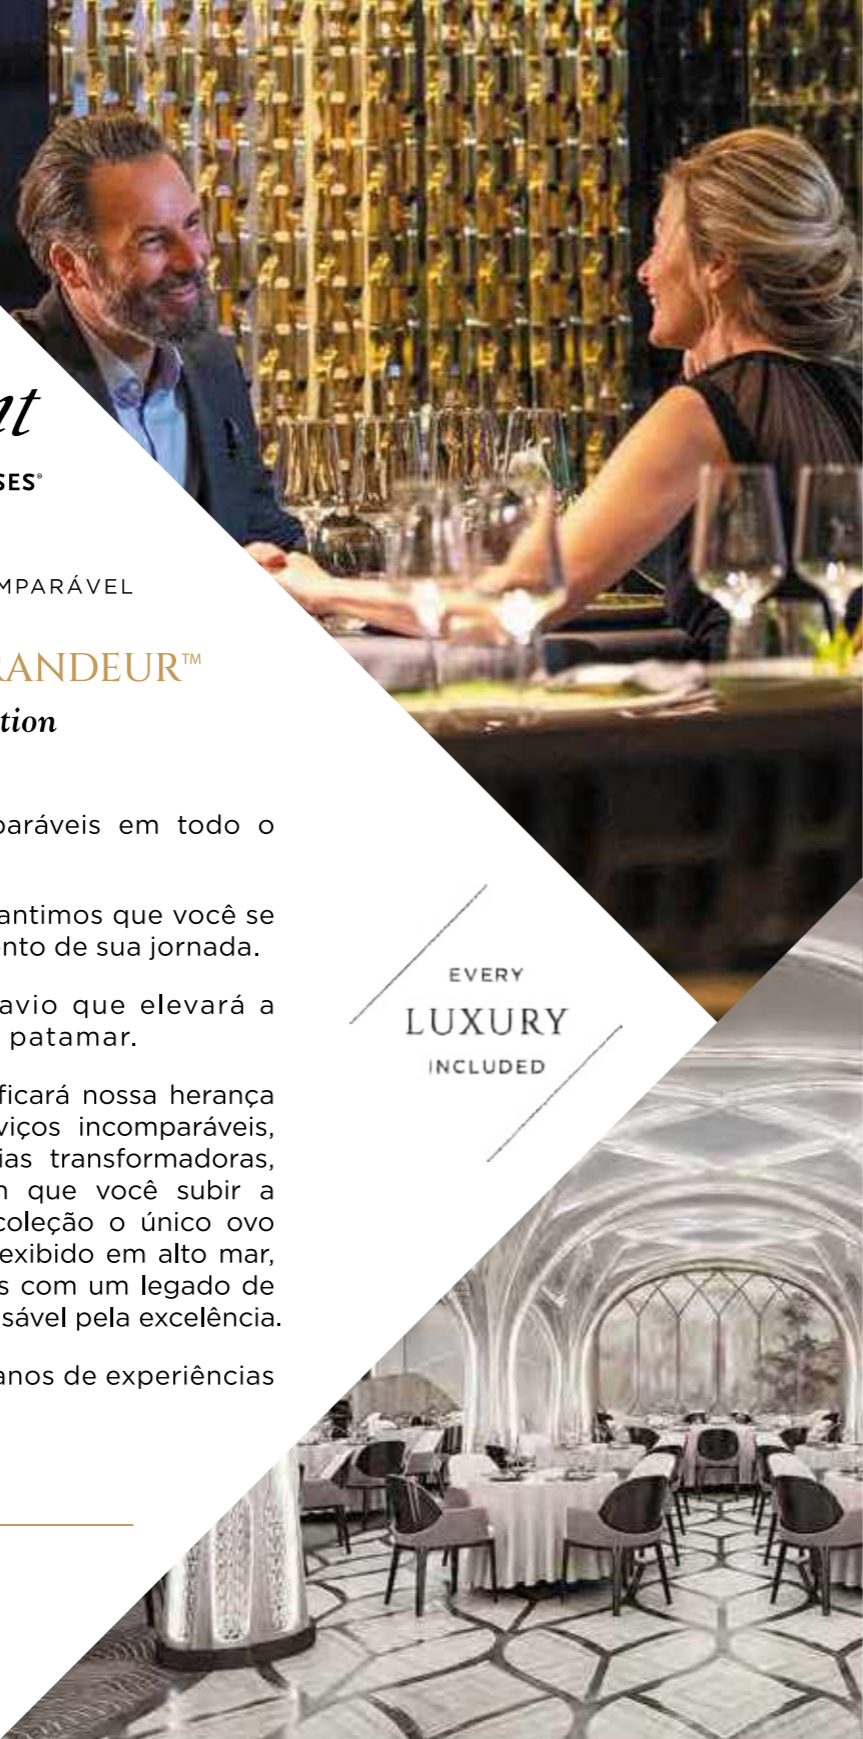 nt
SES®
MPARÁVEL
RANDEUR™
tion
paráveis em todo o
antimos que você se
nto de sua jornada.
avio que elevará a
patamar.
ficará nossa herança
viços incomparáveis,
ias transformadoras,
que você subir a
coleção o único ovo
exibido em alto mar,
s com um legado de
sável pela excelência.
anos de experiências
EVERY
LUXURY
INCLUDED